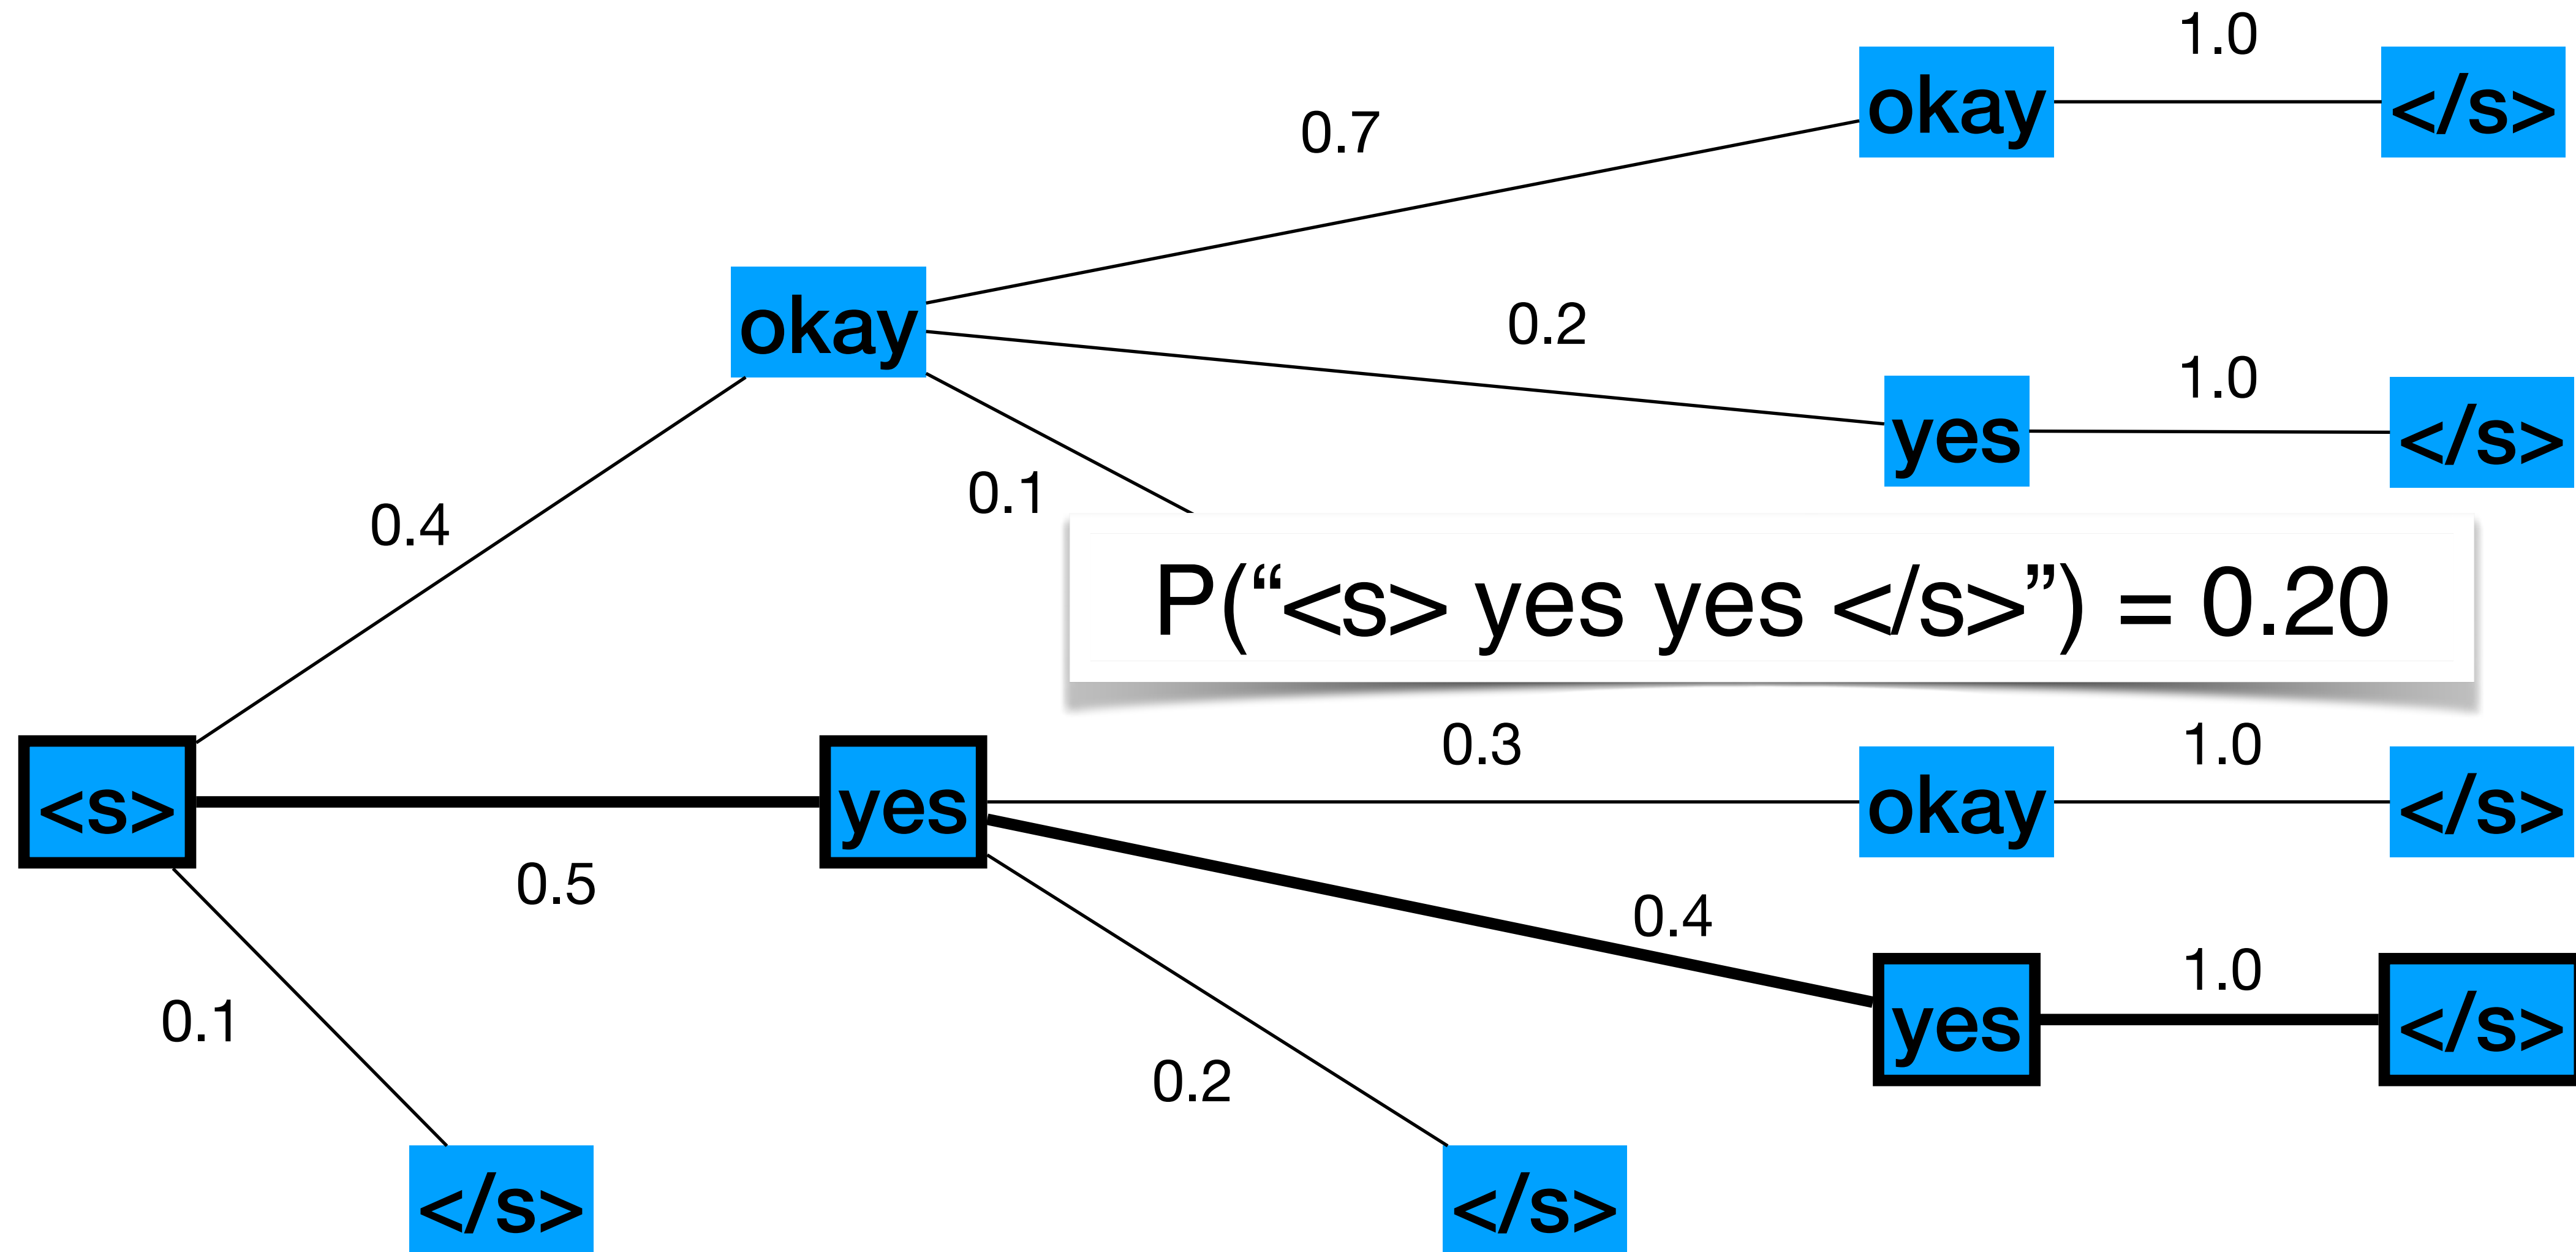 1.0
okay
</s>
0.7
okay
0.2
1.0
yes
</s>
0.1
0.4
P(“<s> yes yes </s>”) = 0.20
0.3
1.0
<s>
yes
okay
</s>
0.5
0.4
1.0
0.1
yes
</s>
0.2
</s>
</s>